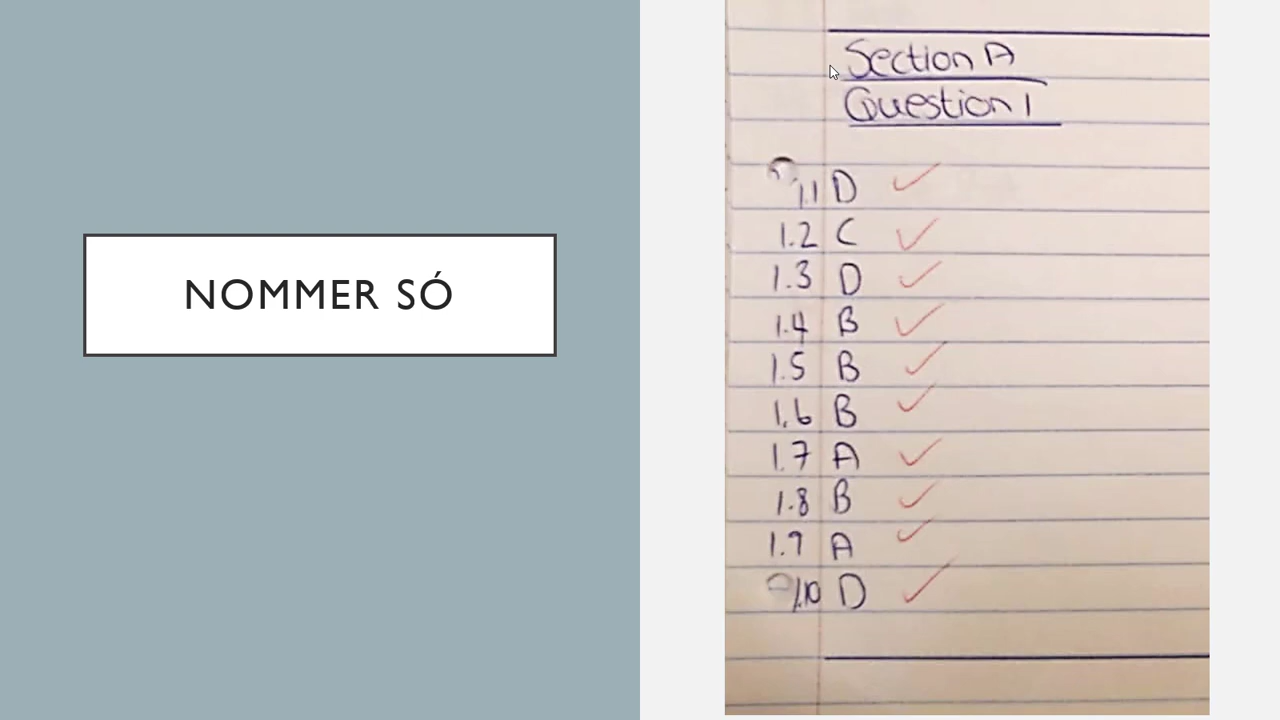 NOMMER SÓ
Section A
Question 1
1.1 D
1.2 C
1.3 D
1.4 B
1.5 B
1.6 B
1.7 A
1.8 B
1.9 A
1.10 D